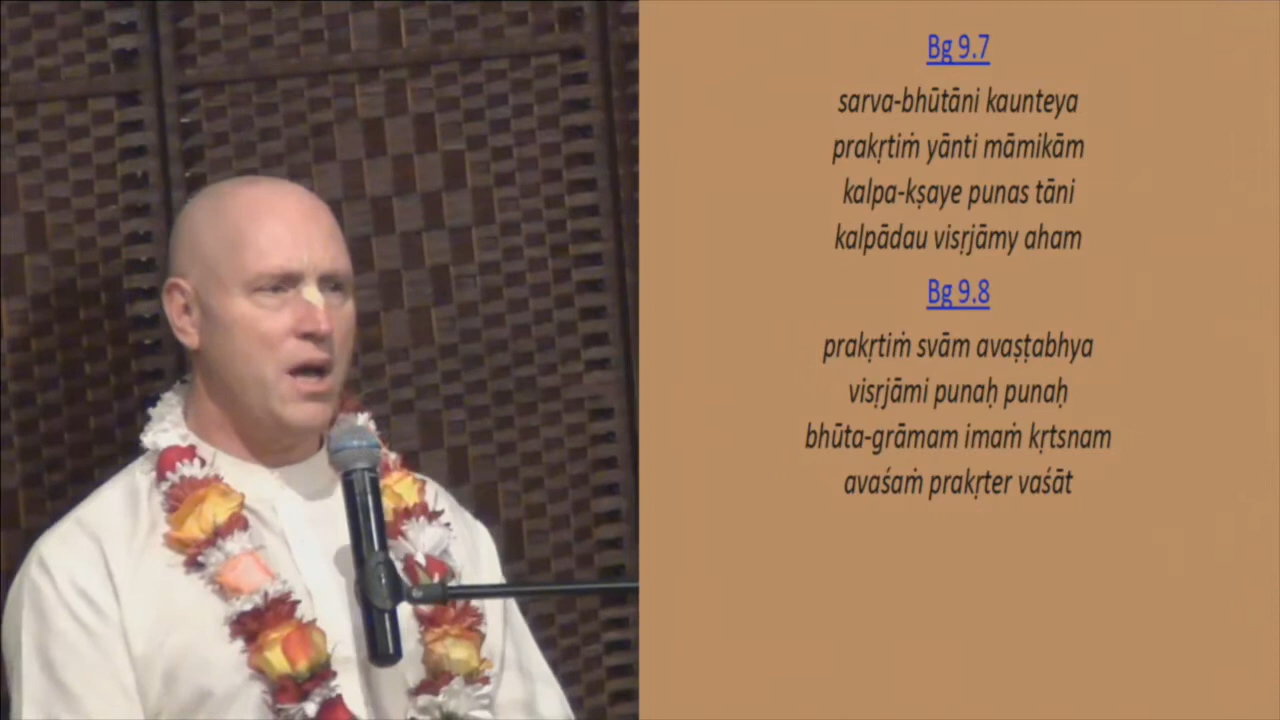 Bg 9.7
sarva-bhūtāni kaunteya
prakṛtiṁ yānti māmikām
kalpa-kṣaye punas tāni
kalpādau visṛjāmy aham
Bg 9.8
prakṛtiṁ svām avaṣṭabhya
visṛjāmi punaḥ punaḥ
bhūta-grāmam imaṁ kṛtsnam
avaśaṁ prakṛter vaśāt